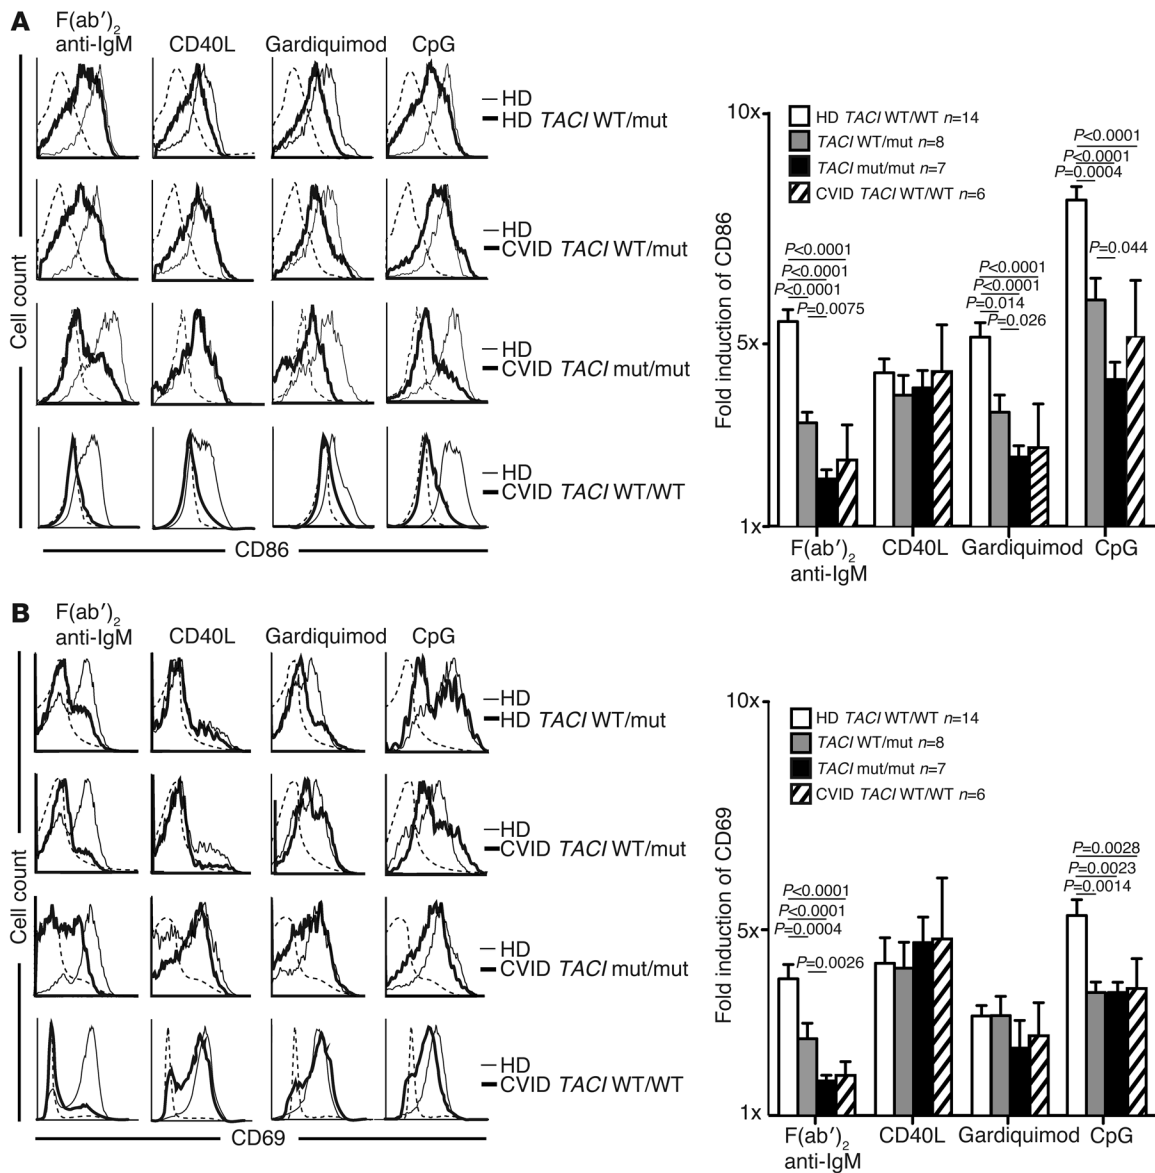 A
F(ab′)2
anti-IgM
CD40L
Gardiquimod
CpG
HD
HD TACI WT/mut
HD
CVID TACI WT/mut
HD
CVID TACI mut/mut
HD
CVID TACI WT/WT
Cell count
CD86
10x
5x
1x
Fold induction of CD86
HD TACI WT/WT n=14
TACI WT/mut n=8
TACI mut/mut n=7
CVID TACI WT/WT n=6
P<0.0001
P<0.0001
P<0.0001
P=0.0075
P<0.0001
P<0.0001
P=0.014
P=0.026
P<0.0001
P<0.0001
P=0.0004
P=0.044
F(ab′)2
anti-IgM
CD40L
Gardiquimod
CpG
B
F(ab′)2
anti-IgM
CD40L
Gardiquimod
CpG
HD
HD TACI WT/mut
HD
CVID TACI WT/mut
HD
CVID TACI mut/mut
HD
CVID TACI WT/WT
Cell count
CD69
10x
5x
1x
Fold induction of CD69
HD TACI WT/WT n=14
TACI WT/mut n=8
TACI mut/mut n=7
CVID TACI WT/WT n=6
P<0.0001
P<0.0001
P=0.0004
P=0.0026
P=0.0028
P=0.0023
P=0.0014
F(ab′)2
anti-IgM
CD40L
Gardiquimod
CpG